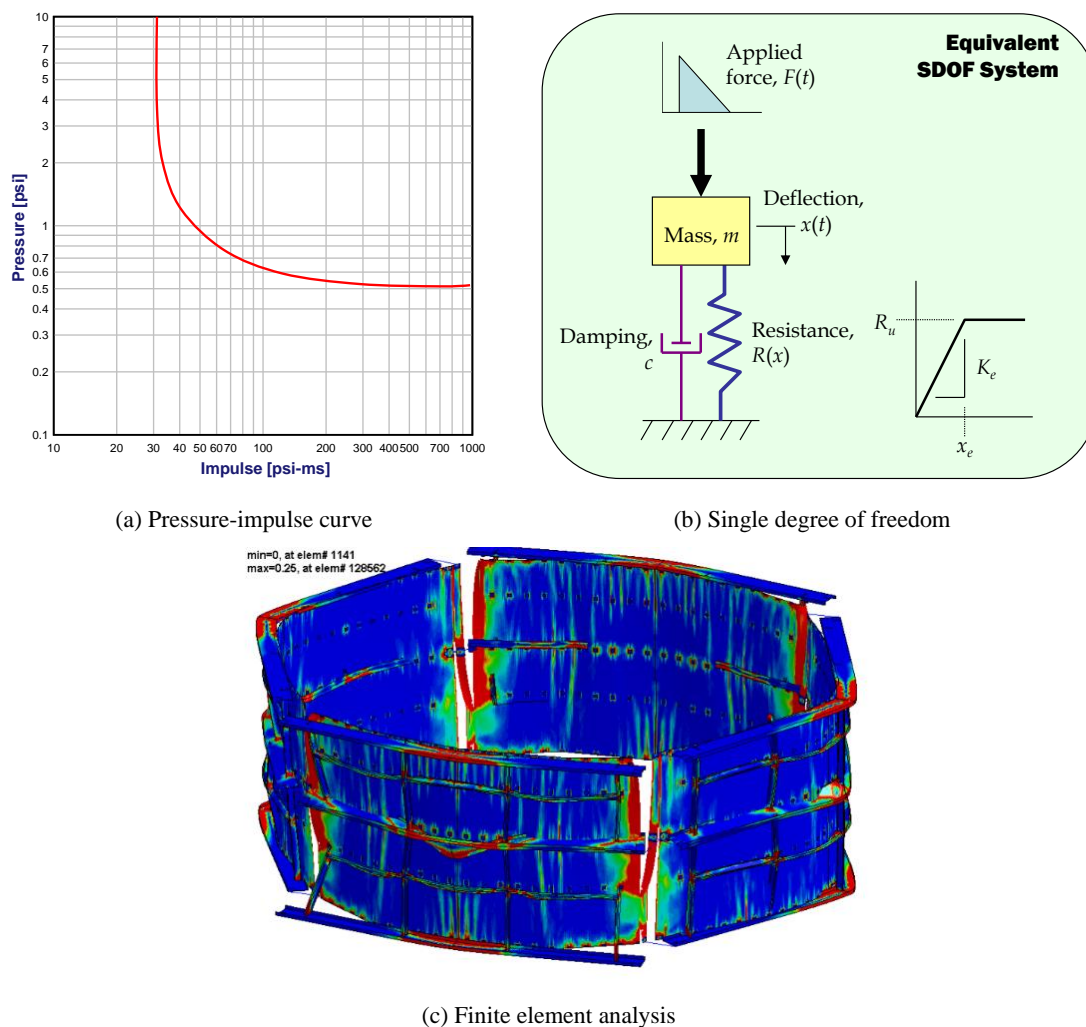 10
7
6
5
4
3
2
1
0.7
0.6
0.5
0.4
0.3
0.2
0.1
Pressure [psi]
10 20 30 40 50 60 70 100 200 300 400 500 700 1000
Impulse [psi-ms]
(a) Pressure-impulse curve
Equivalent
SDOF System
Applied
force, F(t)
Deflection,
x(t)
Mass, m
Damping,
c
Resistance,
R(x)
Rᵤ
Kₑ
xₑ
(b) Single degree of freedom
min=0, at elem# 1141
max=0.25, at elem# 128562
(c) Finite element analysis